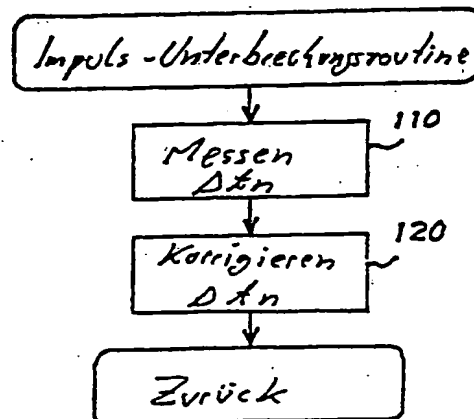 Impuls-Unterbrechungsroutine
110
Messen
Δtn
120
Korrigieren
Δtn
Zurück